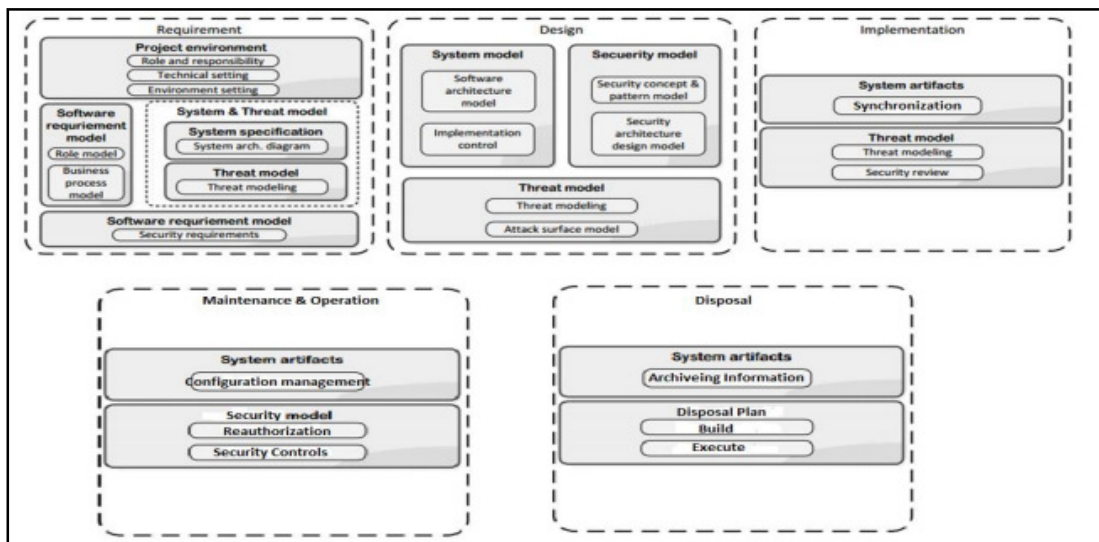 Requirement
Project environment
Role and responsibility
Technical setting
Environment setting
Software
requriement
model
Role model
Business
process
model
System & Threat model
System specification
System arch. diagram
Threat model
Threat modeling
Software requriement model
Security requirements
Design
System model
Software
architecture
model
Implementation
control
Secuerity model
Security concept &
pattern model
Security
architecture
design model
Threat model
Threat modeling
Attack surface model
Implementation
System artifacts
Synchronization
Threat model
Threat modeling
Security review
Maintenance & Operation
System artifacts
Configuration management
Security model
Reauthorization
Security Controls
Disposal
System artifacts
Archiveing Information
Disposal Plan
Build
Execute